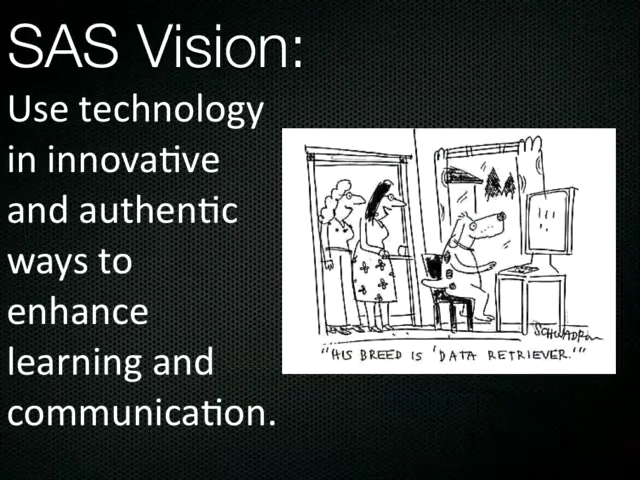 SAS Vision:
Use technology
in innovative
and authentic
ways to
enhance
learning and
communication.
SCHWADRON
"HIS BREED IS 'DATA RETRIEVER.'"